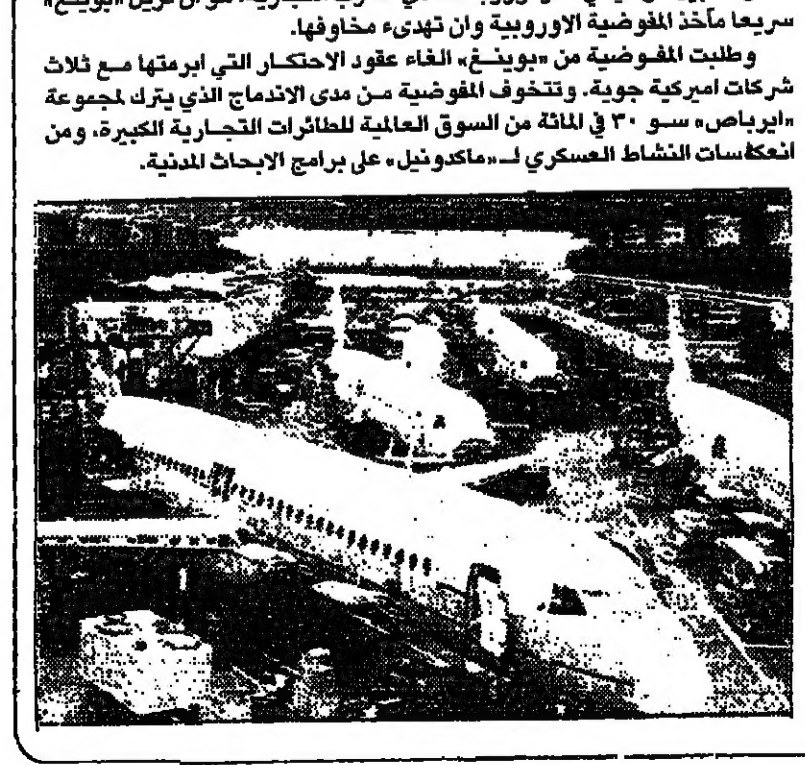 سريعا مآخذ المفوضية الاوروبية وان تهدىء مخاوفها.
وطلبت المفوضية من «بوينغ» الغاء عقود الاحتكار التي ابرمتها مع ثلاث
شركات اميركية جوية. وتتخوف المفوضية من مدى الاندماج الذي يترك لمجموعة
«ايرباص» سو ٣٠ في المائة من السوق العالمية للطائرات التجارية الكبيرة، ومن
انعكاسات النشاط العسكري لـ«ماكدونيل» على برامج الابحاث المدنية.